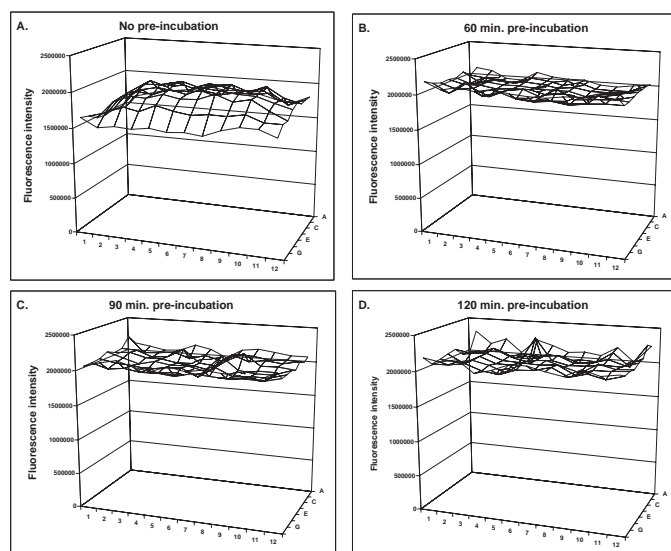 A. No pre-incubation
Fluorescence intensity
2500000
2000000
1500000
1000000
500000
0
1 2 3 4 5 6 7 8 9 10 11 12
A
C
E
G
B. 60 min. pre-incubation
Fluorescence intensity
2500000
2000000
1500000
1000000
500000
0
1 2 3 4 5 6 7 8 9 10 11 12
A
C
E
G
C. 90 min. pre-incubation
Fluorescence intensity
2500000
2000000
1500000
1000000
500000
0
1 2 3 4 5 6 7 8 9 10 11 12
A
C
E
G
D. 120 min. pre-incubation
Fluorescence intensity
2500000
2000000
1500000
1000000
500000
0
1 2 3 4 5 6 7 8 9 10 11 12
A
C
E
G